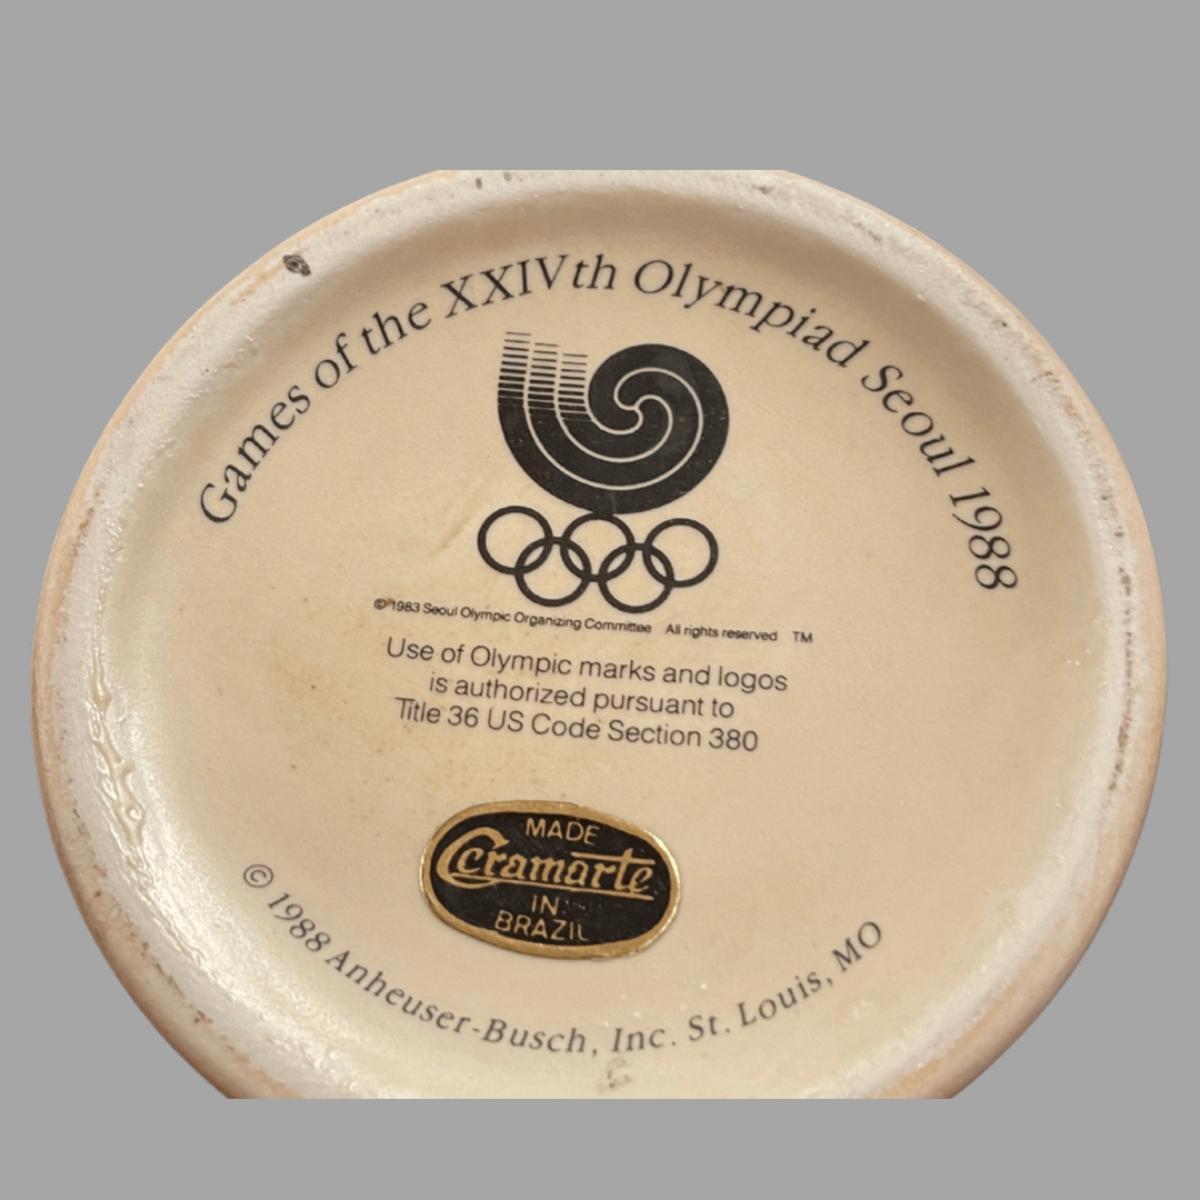 Games of the XXIVth Olympiad Seoul 1988
© 1983 Seoul Olympic Organizing Committee All rights reserved TM
Use of Olympic marks and logos
is authorized pursuant to
Title 36 US Code Section 380
MADE
Ceramarte
IN
BRAZIL
© 1988 Anheuser-Busch, Inc. St. Louis, MO